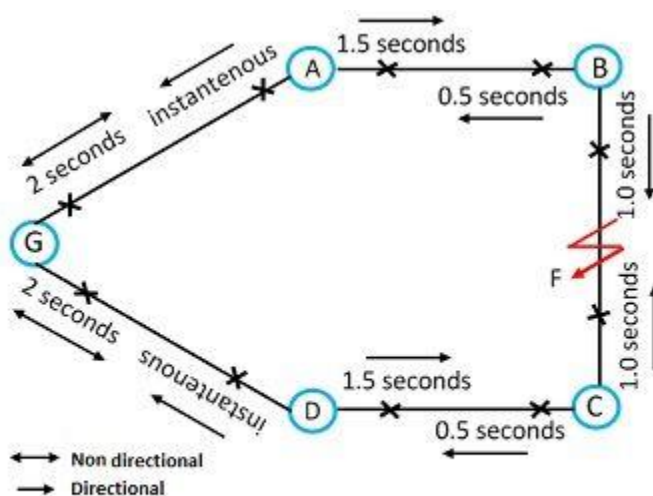 A
1.5 seconds
B
instantenous
0.5 seconds
2 seconds
1.0 seconds
G
F
2 seconds
1.0 seconds
instantenous
1.5 seconds
D
C
0.5 seconds
Non directional
Directional